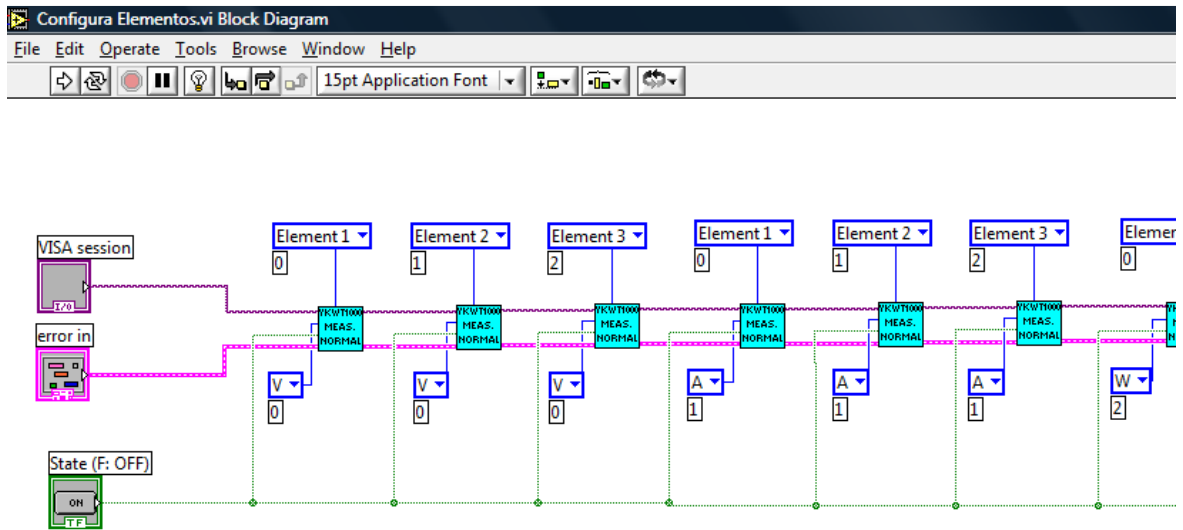 Configura Elementos.vi Block Diagram
File Edit Operate Tools Browse Window Help
15pt Application Font
Element 1 Element 2 Element 3 Element 1 Element 2 Element 3 Elemen
0 1 2 0 1 2 0
VISA session
I/O
YKWT1000 YKWT1000 YKWT1000 YKWT1000 YKWT1000 YKWT1000
MEAS. MEAS. MEAS. MEAS. MEAS. MEAS.
NORMAL NORMAL NORMAL NORMAL NORMAL NORMAL
error in
V V V A A A W
0 0 0 1 1 1 2
State (F: OFF)
ON
TF